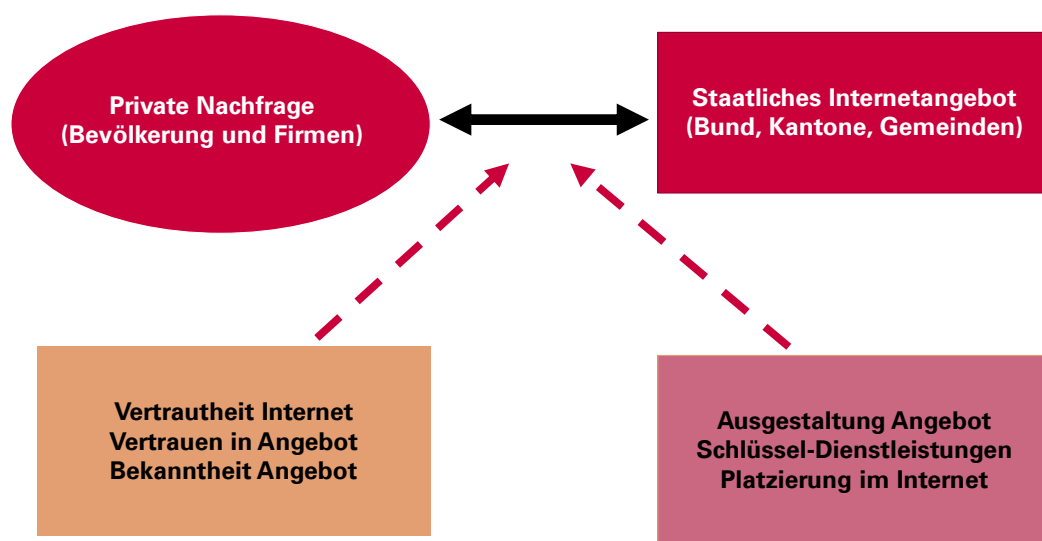 Private Nachfrage
(Bevölkerung und Firmen)
Staatliches Internetangebot
(Bund, Kantone, Gemeinden)
Vertrautheit Internet
Vertrauen in Angebot
Bekanntheit Angebot
Ausgestaltung Angebot
Schlüssel-Dienstleistungen
Platzierung im Internet